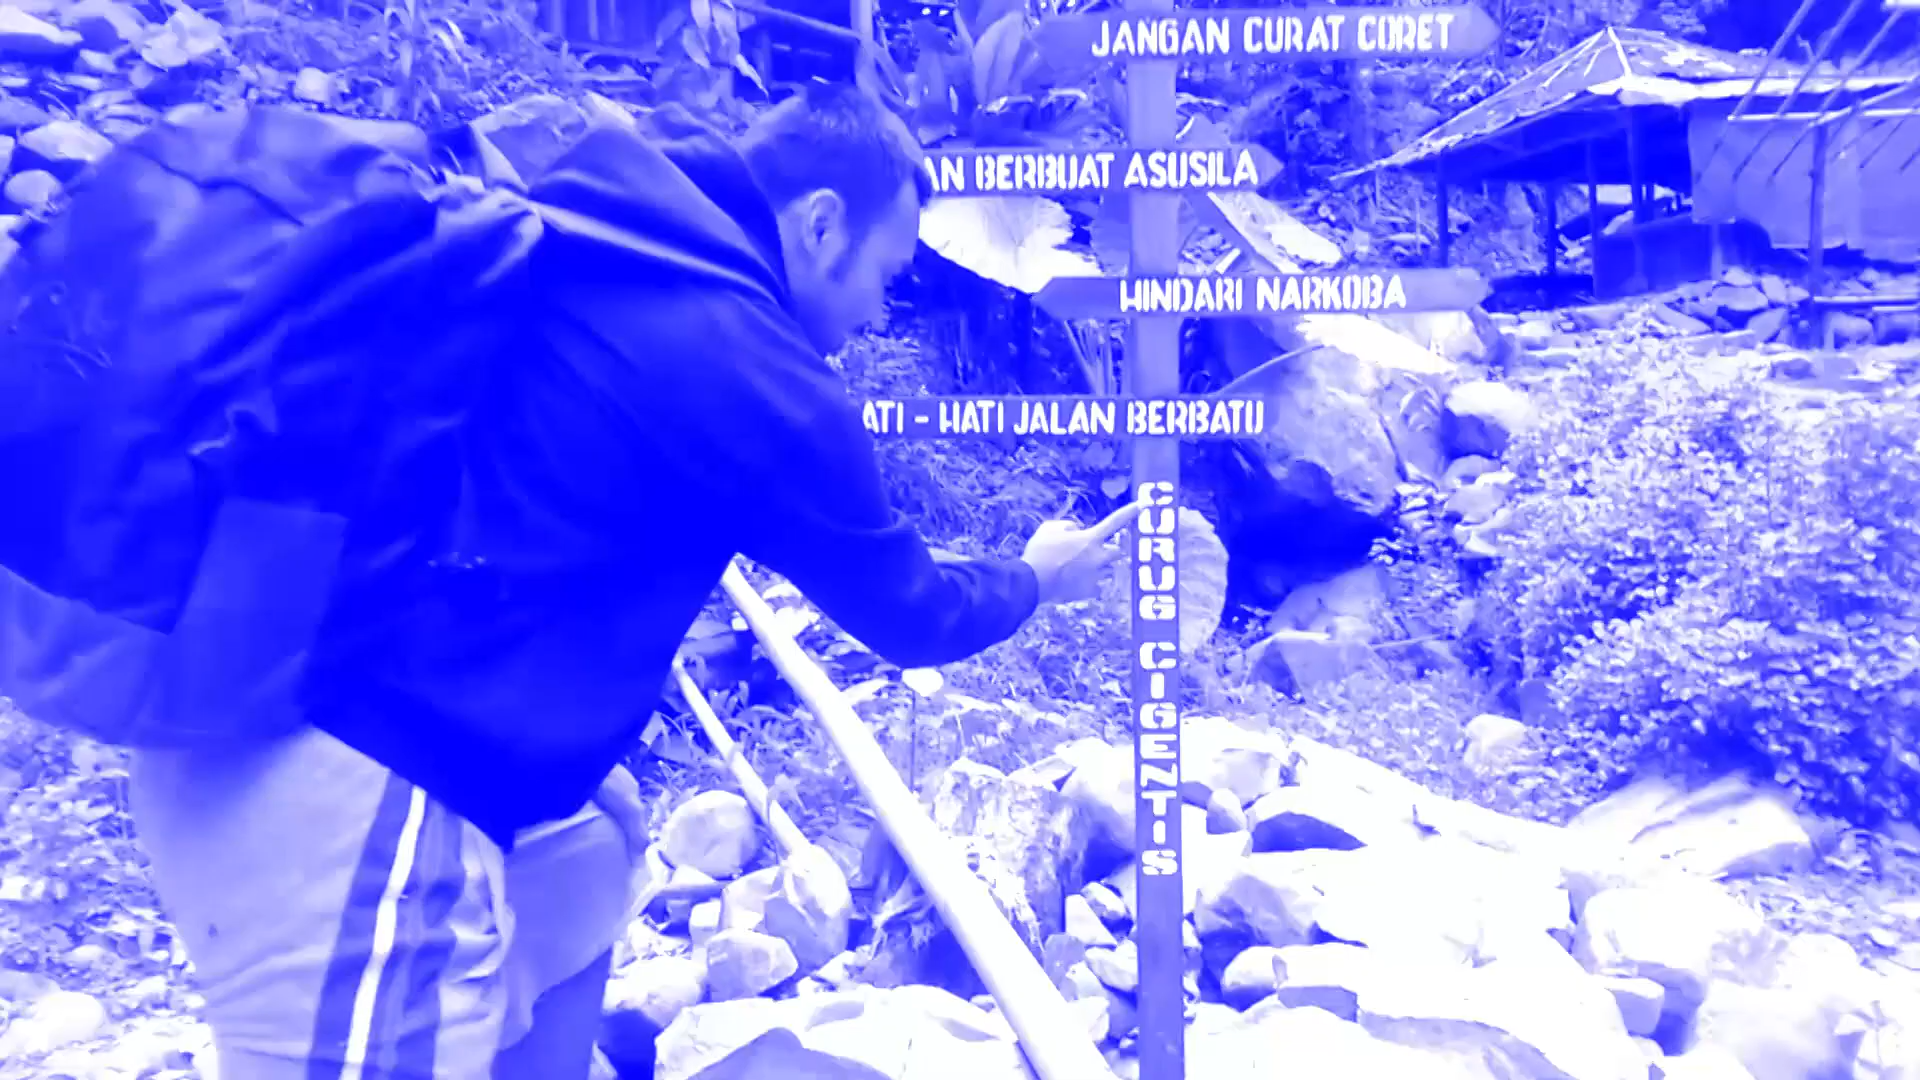 JANGAN CURAT CORET
AN BERBUAT ASUSILA
HINDARI NARKOBA
ATI - HATI JALAN BERBATU
CURUG CIGENTIS